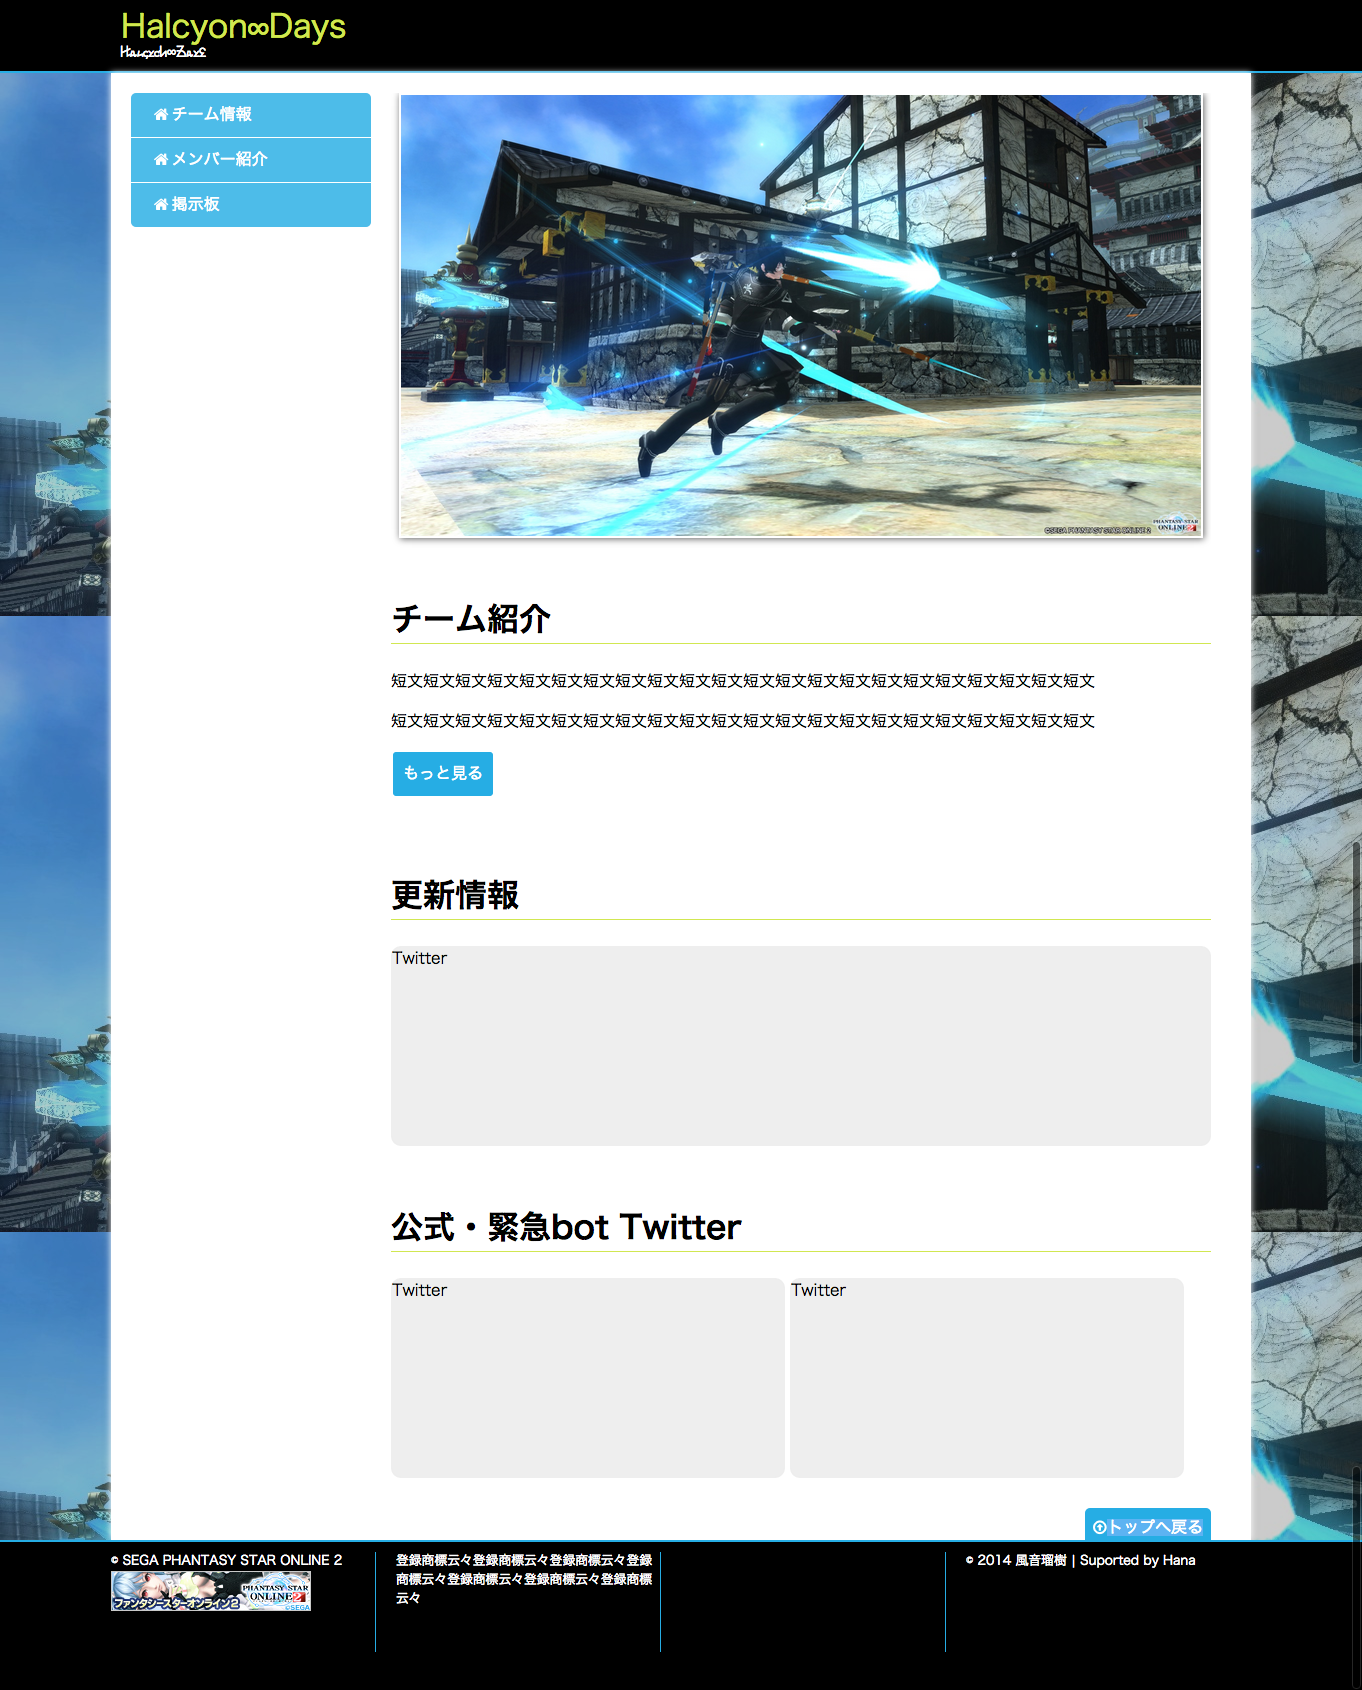 Halcyon∞Days
Halcyon∞Days
チーム情報
メンバー紹介
掲示板
©SEGA PHANTASY STAR ONLINE 2
PHANTASY STAR
ONLINE 2
チーム紹介
短文短文短文短文短文短文短文短文短文短文短文短文短文短文短文短文短文短文短文短文短文短文
短文短文短文短文短文短文短文短文短文短文短文短文短文短文短文短文短文短文短文短文短文短文
もっと見る
更新情報
Twitter
公式・緊急bot Twitter
Twitter
Twitter
トップへ戻る
© SEGA PHANTASY STAR ONLINE 2
PHANTASY STAR
ONLINE 2
ファンタシースターオンライン2
©SEGA
登録商標云々登録商標云々登録商標云々登録
商標云々登録商標云々登録商標云々登録商標
云々
© 2014 風音瑠樹 | Suported by Hana